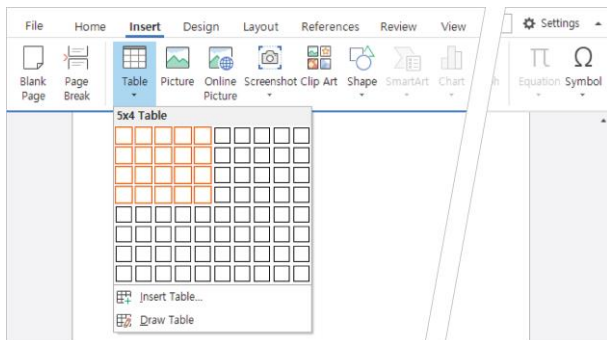 File Home Insert Design Layout References Review View Settings
Blank Page Page Break Table Picture Online Picture Screenshot Clip Art Shape SmartArt Chart h Equation Symbol
5x4 Table
Insert Table...
Draw Table